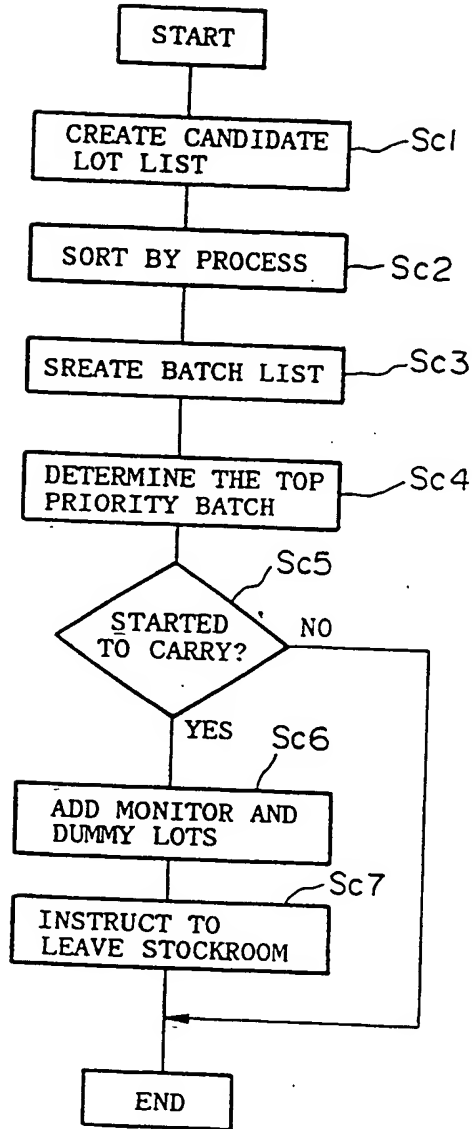 START
CREATE CANDIDATE
LOT LIST
Sc1
SORT BY PROCESS
Sc2
SREATE BATCH LIST
Sc3
DETERMINE THE TOP
PRIORITY BATCH
Sc4
Sc5
STARTED
TO CARRY?
NO
YES
Sc6
ADD MONITOR AND
DUMMY LOTS
Sc7
INSTRUCT TO
LEAVE STOCKROOM
END